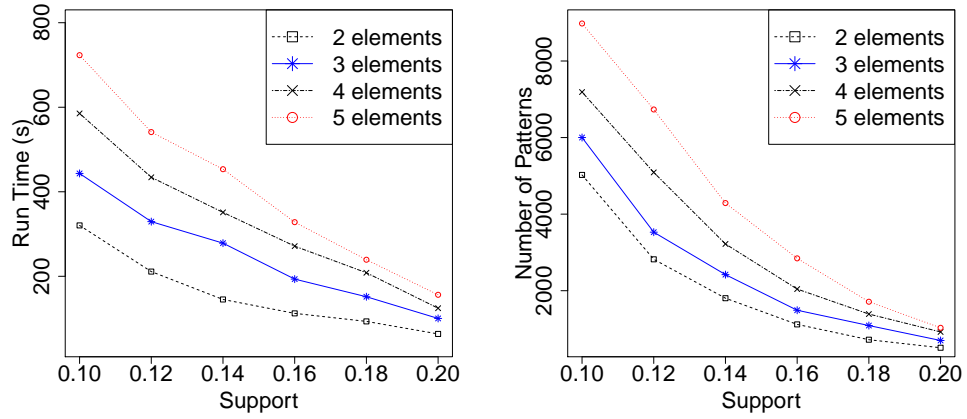 800
600
400
200
Run Time (s)
2 elements
3 elements
4 elements
5 elements
0.10 0.12 0.14 0.16 0.18 0.20
Support
8000
6000
4000
2000
Number of Patterns
2 elements
3 elements
4 elements
5 elements
0.10 0.12 0.14 0.16 0.18 0.20
Support